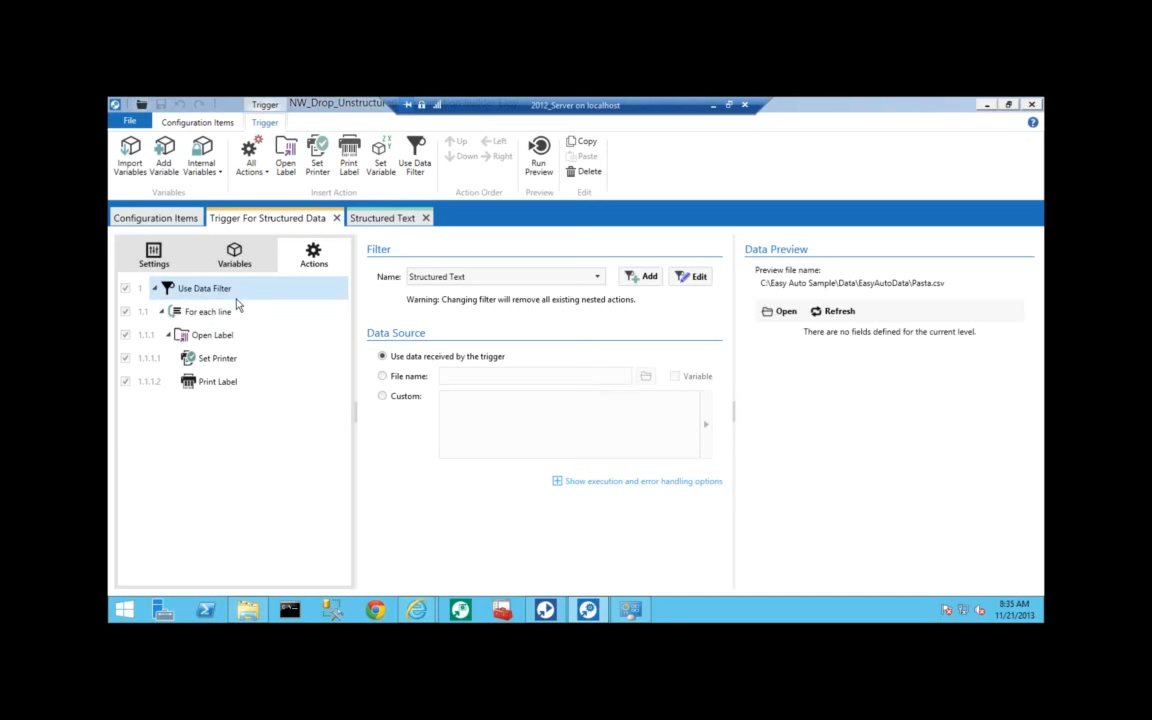 Trigger
NW_Drop_Unstructur
2012_Server on localhost
File
Configuration Items
Trigger
Import Variables
Add Variable
Internal Variables
All Actions
Open Label
Set Printer
Print Label
Set Variable
Use Data Filter
Up
Left
Down
Right
Run Preview
Copy
Paste
Delete
Variables
Insert Action
Action Order
Preview
Edit
Configuration Items
Trigger For Structured Data
Structured Text
Settings
Variables
Actions
1 Use Data Filter
1.1 For each line
1.1.1 Open Label
1.1.1.1 Set Printer
1.1.1.2 Print Label
Filter
Name: Structured Text
Add
Edit
Warning: Changing filter will remove all existing nested actions.
Data Source
Use data received by the trigger
File name:
Variable
Custom:
Show execution and error handling options
Data Preview
Preview file name:
C:\Easy Auto Sample\Data\EasyAutoData\Pasta.csv
Open
Refresh
There are no fields defined for the current level.
8:35 AM
11/21/2013